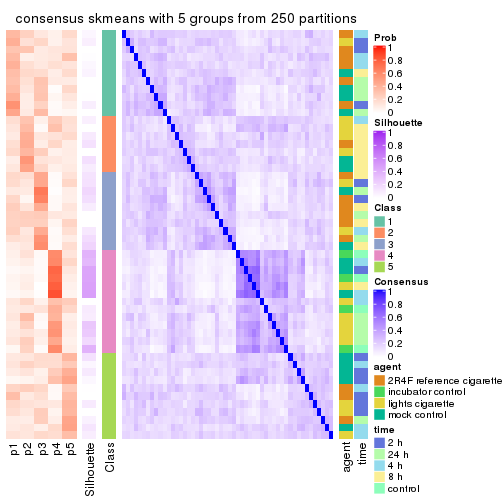 consensus skmeans with 5 groups from 250 partitions
Prob
1
0.8
0.6
0.4
0.2
0
Silhouette
1
0.8
0.6
0.4
0.2
0
Class
1
2
3
4
5
Consensus
1
0.8
0.6
0.4
0.2
0
agent
2R4F reference cigarette
incubator control
lights cigarette
mock control
time
2 h
24 h
4 h
8 h
control
p1
p2
p3
p4
p5
Silhouette
Class
agent
time